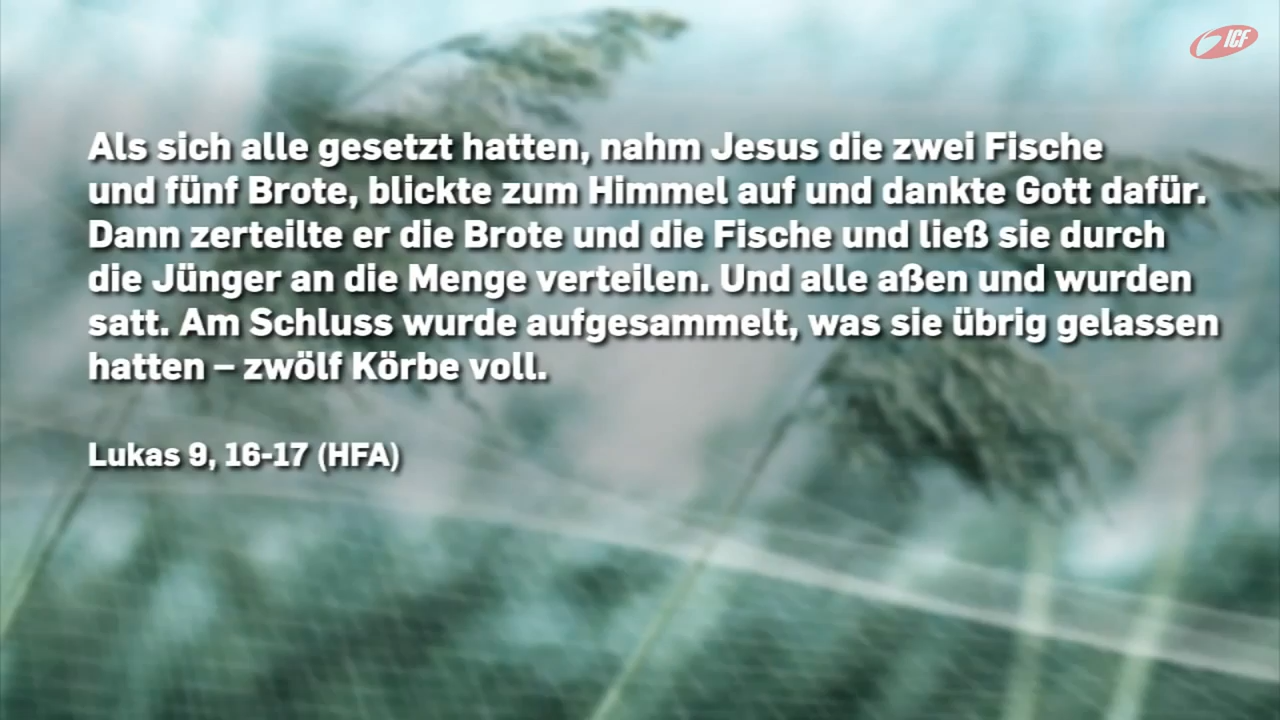 ICF
Als sich alle gesetzt hatten, nahm Jesus die zwei Fische
und fünf Brote, blickte zum Himmel auf und dankte Gott dafür.
Dann zerteilte er die Brote und die Fische und ließ sie durch
die Jünger an die Menge verteilen. Und alle aßen und wurden
satt. Am Schluss wurde aufgesammelt, was sie übrig gelassen
hatten – zwölf Körbe voll.
Lukas 9, 16-17 (HFA)